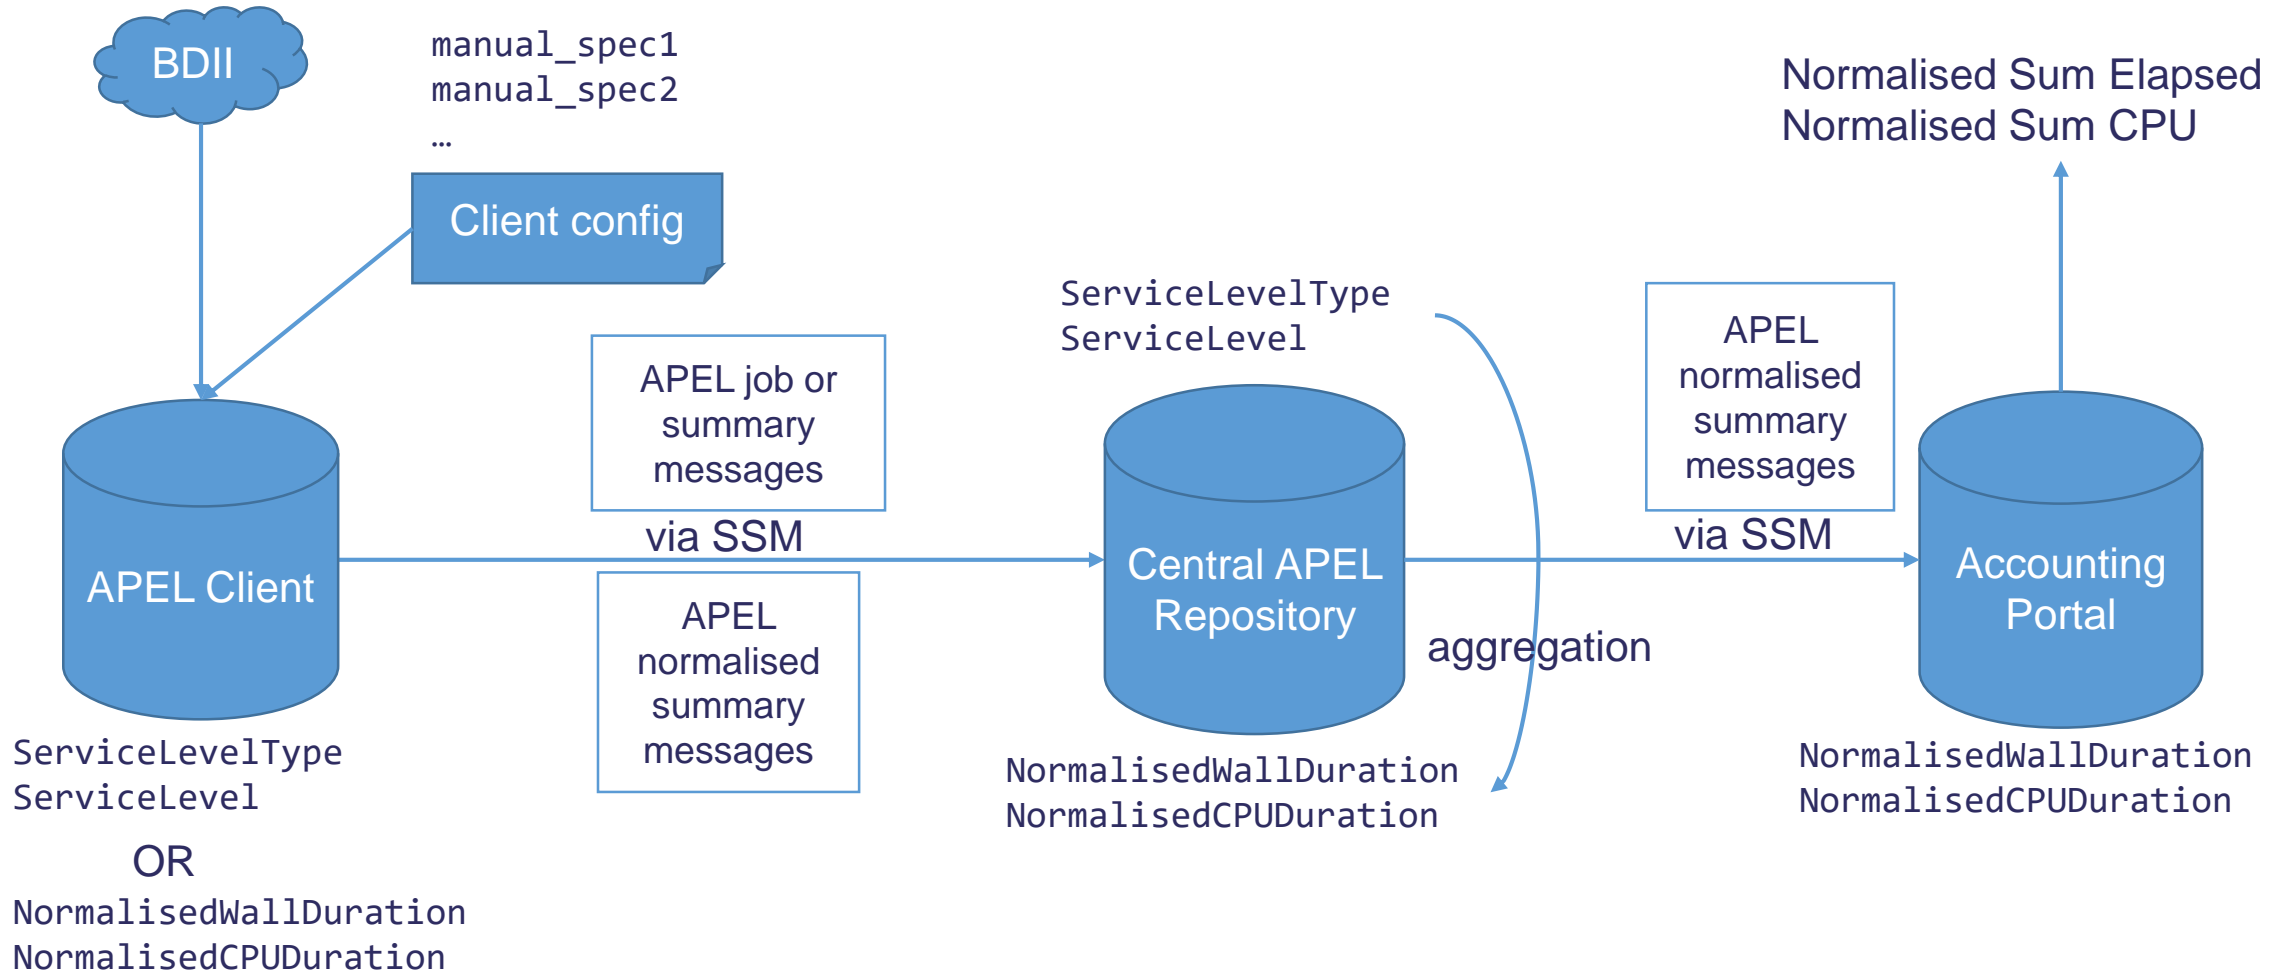 BDII
manual_spec1
manual_spec2
…
Client config
APEL Client
ServiceLevelType
ServiceLevel
OR
NormalisedWallDuration
NormalisedCPUDuration
APEL job or
summary
messages
via SSM
APEL
normalised
summary
messages
ServiceLevelType
ServiceLevel
Central APEL
Repository
NormalisedWallDuration
NormalisedCPUDuration
aggregation
APEL
normalised
summary
messages
via SSM
Normalised Sum Elapsed
Normalised Sum CPU
Accounting
Portal
NormalisedWallDuration
NormalisedCPUDuration